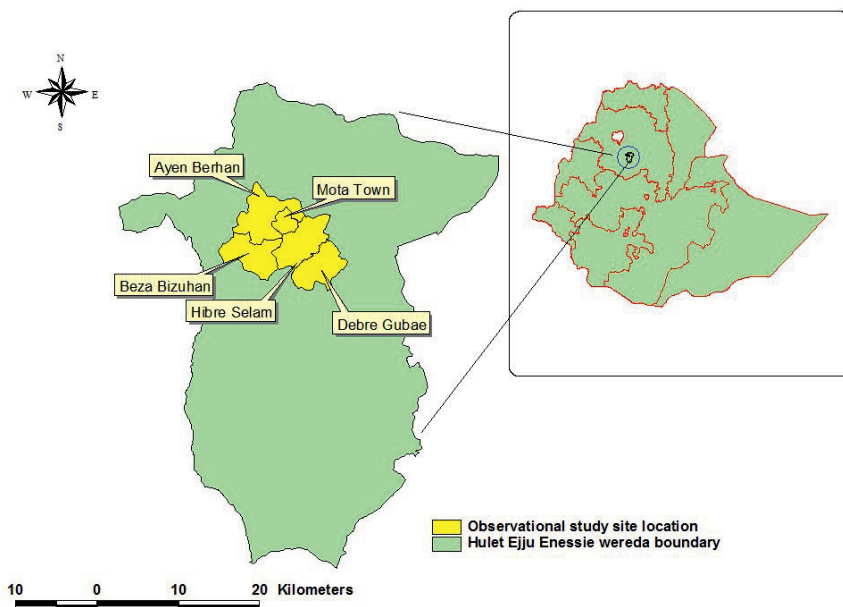 N
W E
S
Ayen Berhan
Mota Town
Beza Bizuhan
Hibre Selam
Debre Gubae
Observational study site location
Hulet Ejju Enessie wereda boundary
10 0 10 20 Kilometers